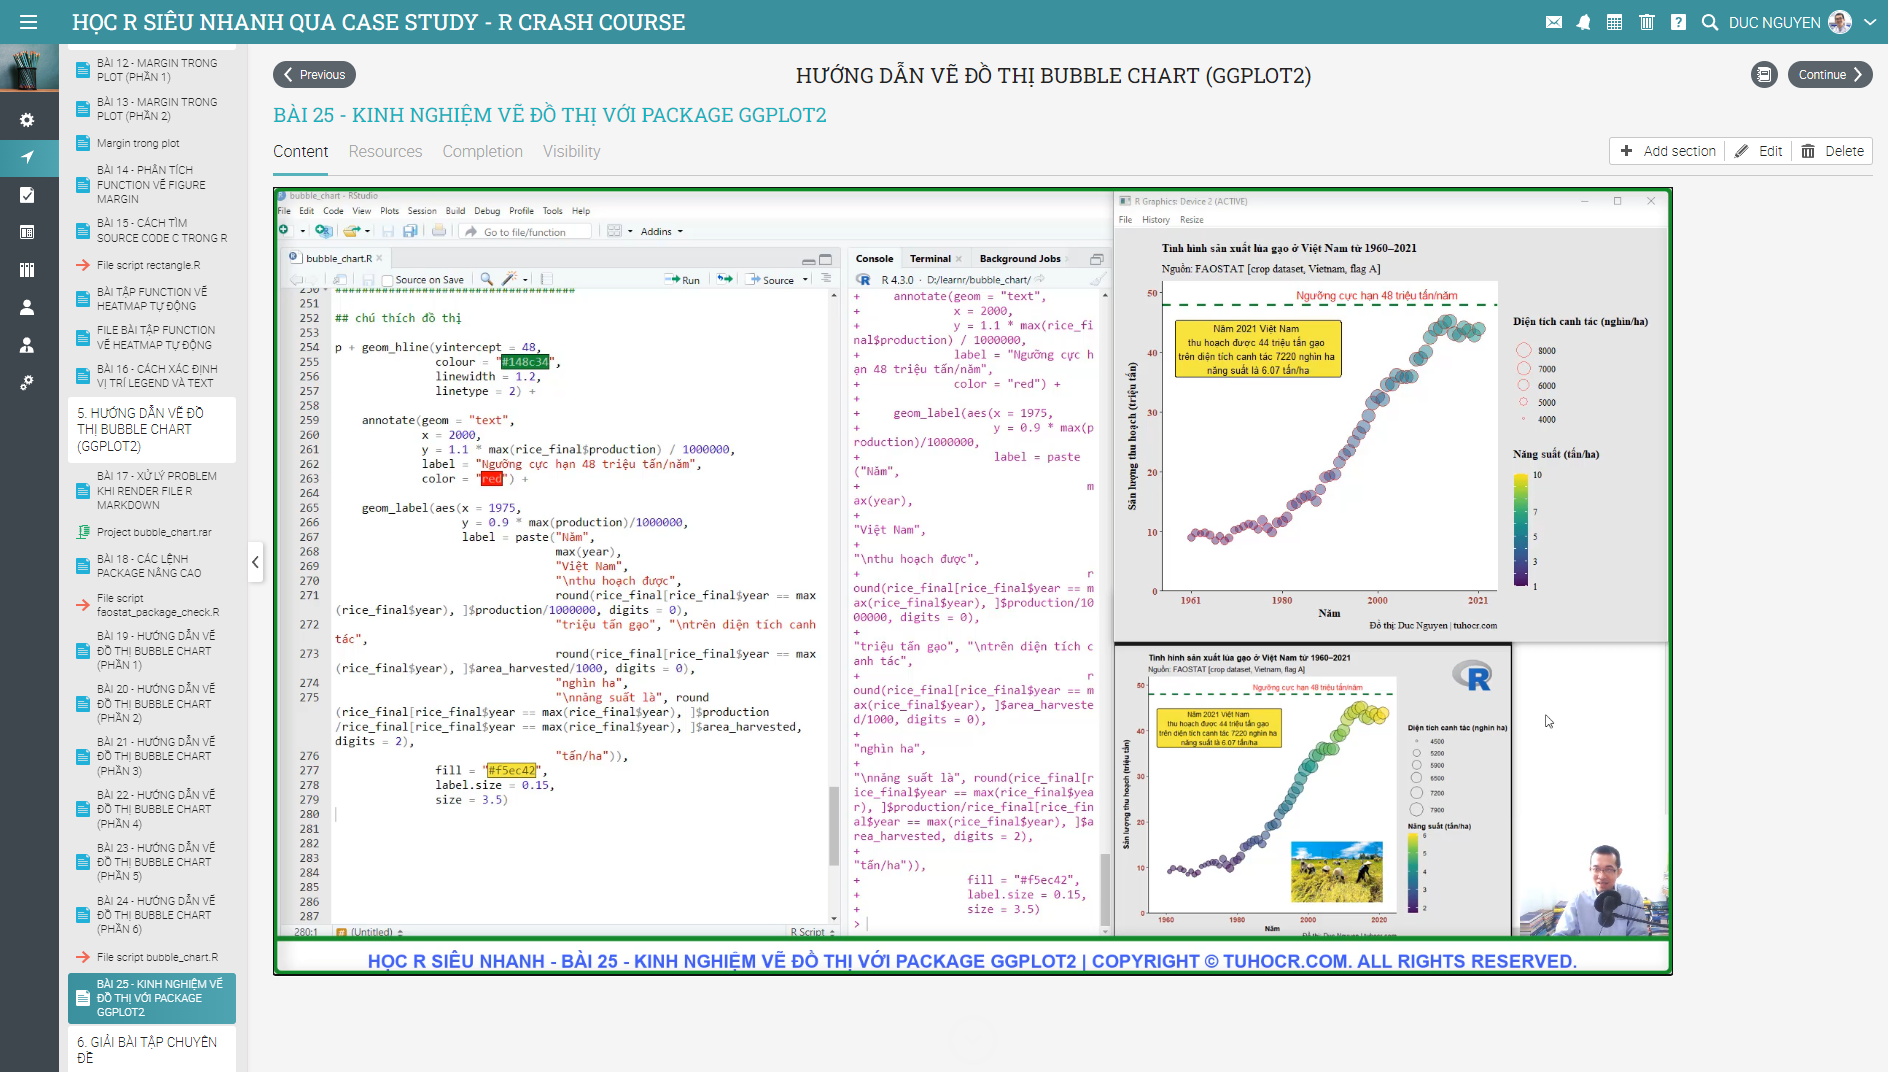 HỌC R SIÊU NHANH QUA CASE STUDY - R CRASH COURSE
DUC NGUYEN
BÀI 12 - MARGIN TRONG
PLOT (PHẦN 1)
BÀI 13 - MARGIN TRONG
PLOT (PHẦN 2)
Margin trong plot
BÀI 14 - PHÂN TÍCH
FUNCTION VẼ FIGURE
MARGIN
BÀI 15 - CÁCH TÌM
SOURCE CODE C TRONG R
File script rectangle.R
BÀI TẬP FUNCTION VẼ
HEATMAP TỰ ĐỘNG
FILE BÀI TẬP FUNCTION
VẼ HEATMAP TỰ ĐỘNG
BÀI 16 - CÁCH XÁC ĐỊNH
VỊ TRÍ LEGEND VÀ TEXT
5. HƯỚNG DẪN VẼ ĐỒ
THỊ BUBBLE CHART
(GGPLOT2)
BÀI 17 - XỬ LÝ PROBLEM
KHI RENDER FILE R
MARKDOWN
Project bubble_chart.rar
BÀI 18 - CÁC LỆNH
PACKAGE NÂNG CAO
File script
faostat_package_check.R
BÀI 19 - HƯỚNG DẪN VẼ
ĐỒ THỊ BUBBLE CHART
(PHẦN 1)
BÀI 20 - HƯỚNG DẪN VẼ
ĐỒ THỊ BUBBLE CHART
(PHẦN 2)
BÀI 21 - HƯỚNG DẪN VẼ
ĐỒ THỊ BUBBLE CHART
(PHẦN 3)
BÀI 22 - HƯỚNG DẪN VẼ
ĐỒ THỊ BUBBLE CHART
(PHẦN 4)
BÀI 23 - HƯỚNG DẪN VẼ
ĐỒ THỊ BUBBLE CHART
(PHẦN 5)
BÀI 24 - HƯỚNG DẪN VẼ
ĐỒ THỊ BUBBLE CHART
(PHẦN 6)
File script bubble_chart.R
BÀI 25 - KINH NGHIỆM VẼ
ĐỒ THỊ VỚI PACKAGE
GGPLOT2
6. GIẢI BÀI TẬP CHUYÊN
ĐỀ
Previous
HƯỚNG DẪN VẼ ĐỒ THỊ BUBBLE CHART (GGPLOT2)
Continue
BÀI 25 - KINH NGHIỆM VẼ ĐỒ THỊ VỚI PACKAGE GGPLOT2
Content Resources Completion Visibility
Add section Edit Delete
bubble_chart - RStudio
File Edit Code View Plots Session Build Debug Profile Tools Help
Go to file/function Addins
bubble_chart.R
Source on Save Run Source
250 ####################################
251
252 ## chú thích đồ thị
253
254 p + geom_hline(yintercept = 48,
255 colour = "#148c34",
256 linewidth = 1.2,
257 linetype = 2) +
258
259 annotate(geom = "text",
260 x = 2000,
261 y = 1.1 * max(rice_final$production) / 1000000,
262 label = "Ngưỡng cực hạn 48 triệu tấn/năm",
263 color = "red") +
264
265 geom_label(aes(x = 1975,
266 y = 0.9 * max(production)/1000000,
267 label = paste("Năm",
268 max(year),
269 "Việt Nam",
270 "\nthu hoạch được",
271 round(rice_final[rice_final$year == max
(rice_final$year), ]$production/1000000, digits = 0),
272 "triệu tấn gạo", "\ntrên diện tích canh
tác",
273 round(rice_final[rice_final$year == max
(rice_final$year), ]$area_harvested/1000, digits = 0),
274 "nghìn ha",
275 "\nnăng suất là", round
(rice_final[rice_final$year == max(rice_final$year), ]$production
/rice_final[rice_final$year == max(rice_final$year), ]$area_harvested,
digits = 2),
276 "tấn/ha")),
277 fill = "#f5ec42",
278 label.size = 0.15,
279 size = 3.5)
280
281
282
283
284
285
286
287
280:1 (Untitled) R Script
Console Terminal Background Jobs
R 4.3.0 · D:/learnr/bubble_chart/
+ annotate(geom = "text",
+ x = 2000,
+ y = 1.1 * max(rice_fi
nal$production) / 1000000,
+ label = "Ngưỡng cực h
ạn 48 triệu tấn/năm",
+ color = "red") +
+
+ geom_label(aes(x = 1975,
+ y = 0.9 * max(p
roduction)/1000000,
+ label = paste
("Năm",
+ m
ax(year),
+
"Việt Nam",
+
"\nthu hoạch được",
+ r
ound(rice_final[rice_final$year == m
ax(rice_final$year), ]$production/10
00000, digits = 0),
+
"triệu tấn gạo", "\ntrên diện tích c
anh tác",
+ r
ound(rice_final[rice_final$year == m
ax(rice_final$year), ]$area_harveste
d/1000, digits = 0),
+
"nghìn ha",
+
"\nnăng suất là", round(rice_final[r
ice_final$year == max(rice_final$yea
r), ]$production/rice_final[rice_fin
al$year == max(rice_final$year), ]$a
rea_harvested, digits = 2),
+
"tấn/ha")),
+ fill = "#f5ec42",
+ label.size = 0.15,
+ size = 3.5)
>
R Graphics: Device 2 (ACTIVE)
File History Resize
Tình hình sản xuất lúa gạo ở Việt Nam từ 1960–2021
Nguồn: FAOSTAT [crop dataset, Vietnam, flag A]
Ngưỡng cực hạn 48 triệu tấn/năm
Năm 2021 Việt Nam
thu hoạch được 44 triệu tấn gạo
trên diện tích canh tác 7220 nghìn ha
năng suất là 6.07 tấn/ha
Sản lượng thu hoạch (triệu tấn)
50
40
30
20
10
0
1961 1980 2000 2021
Năm
Đồ thị: Duc Nguyen | tuhocr.com
Diện tích canh tác (nghìn/ha)
8000
7000
6000
5000
4000
Năng suất (tấn/ha)
10
7
5
3
1
Tình hình sản xuất lúa gạo ở Việt Nam từ 1960–2021
Nguồn: FAOSTAT [crop dataset, Vietnam, flag A]
R
Ngưỡng cực hạn 48 triệu tấn/năm
Năm 2021 Việt Nam
thu hoạch được 44 triệu tấn gạo
trên diện tích canh tác 7220 nghìn ha
năng suất là 6.07 tấn/ha
Sản lượng thu hoạch (triệu tấn)
50
40
30
20
10
0
1960 1980 2000 2020
Năm
Đồ thị: Duc Nguyen | tuhocr.com
Diện tích canh tác (nghìn ha)
4500
5200
5900
6500
7200
7900
Năng suất (tấn/ha)
6
5
4
3
2
HỌC R SIÊU NHANH - BÀI 25 - KINH NGHIỆM VẼ ĐỒ THỊ VỚI PACKAGE GGPLOT2 | COPYRIGHT © TUHOCR.COM. ALL RIGHTS RESERVED.